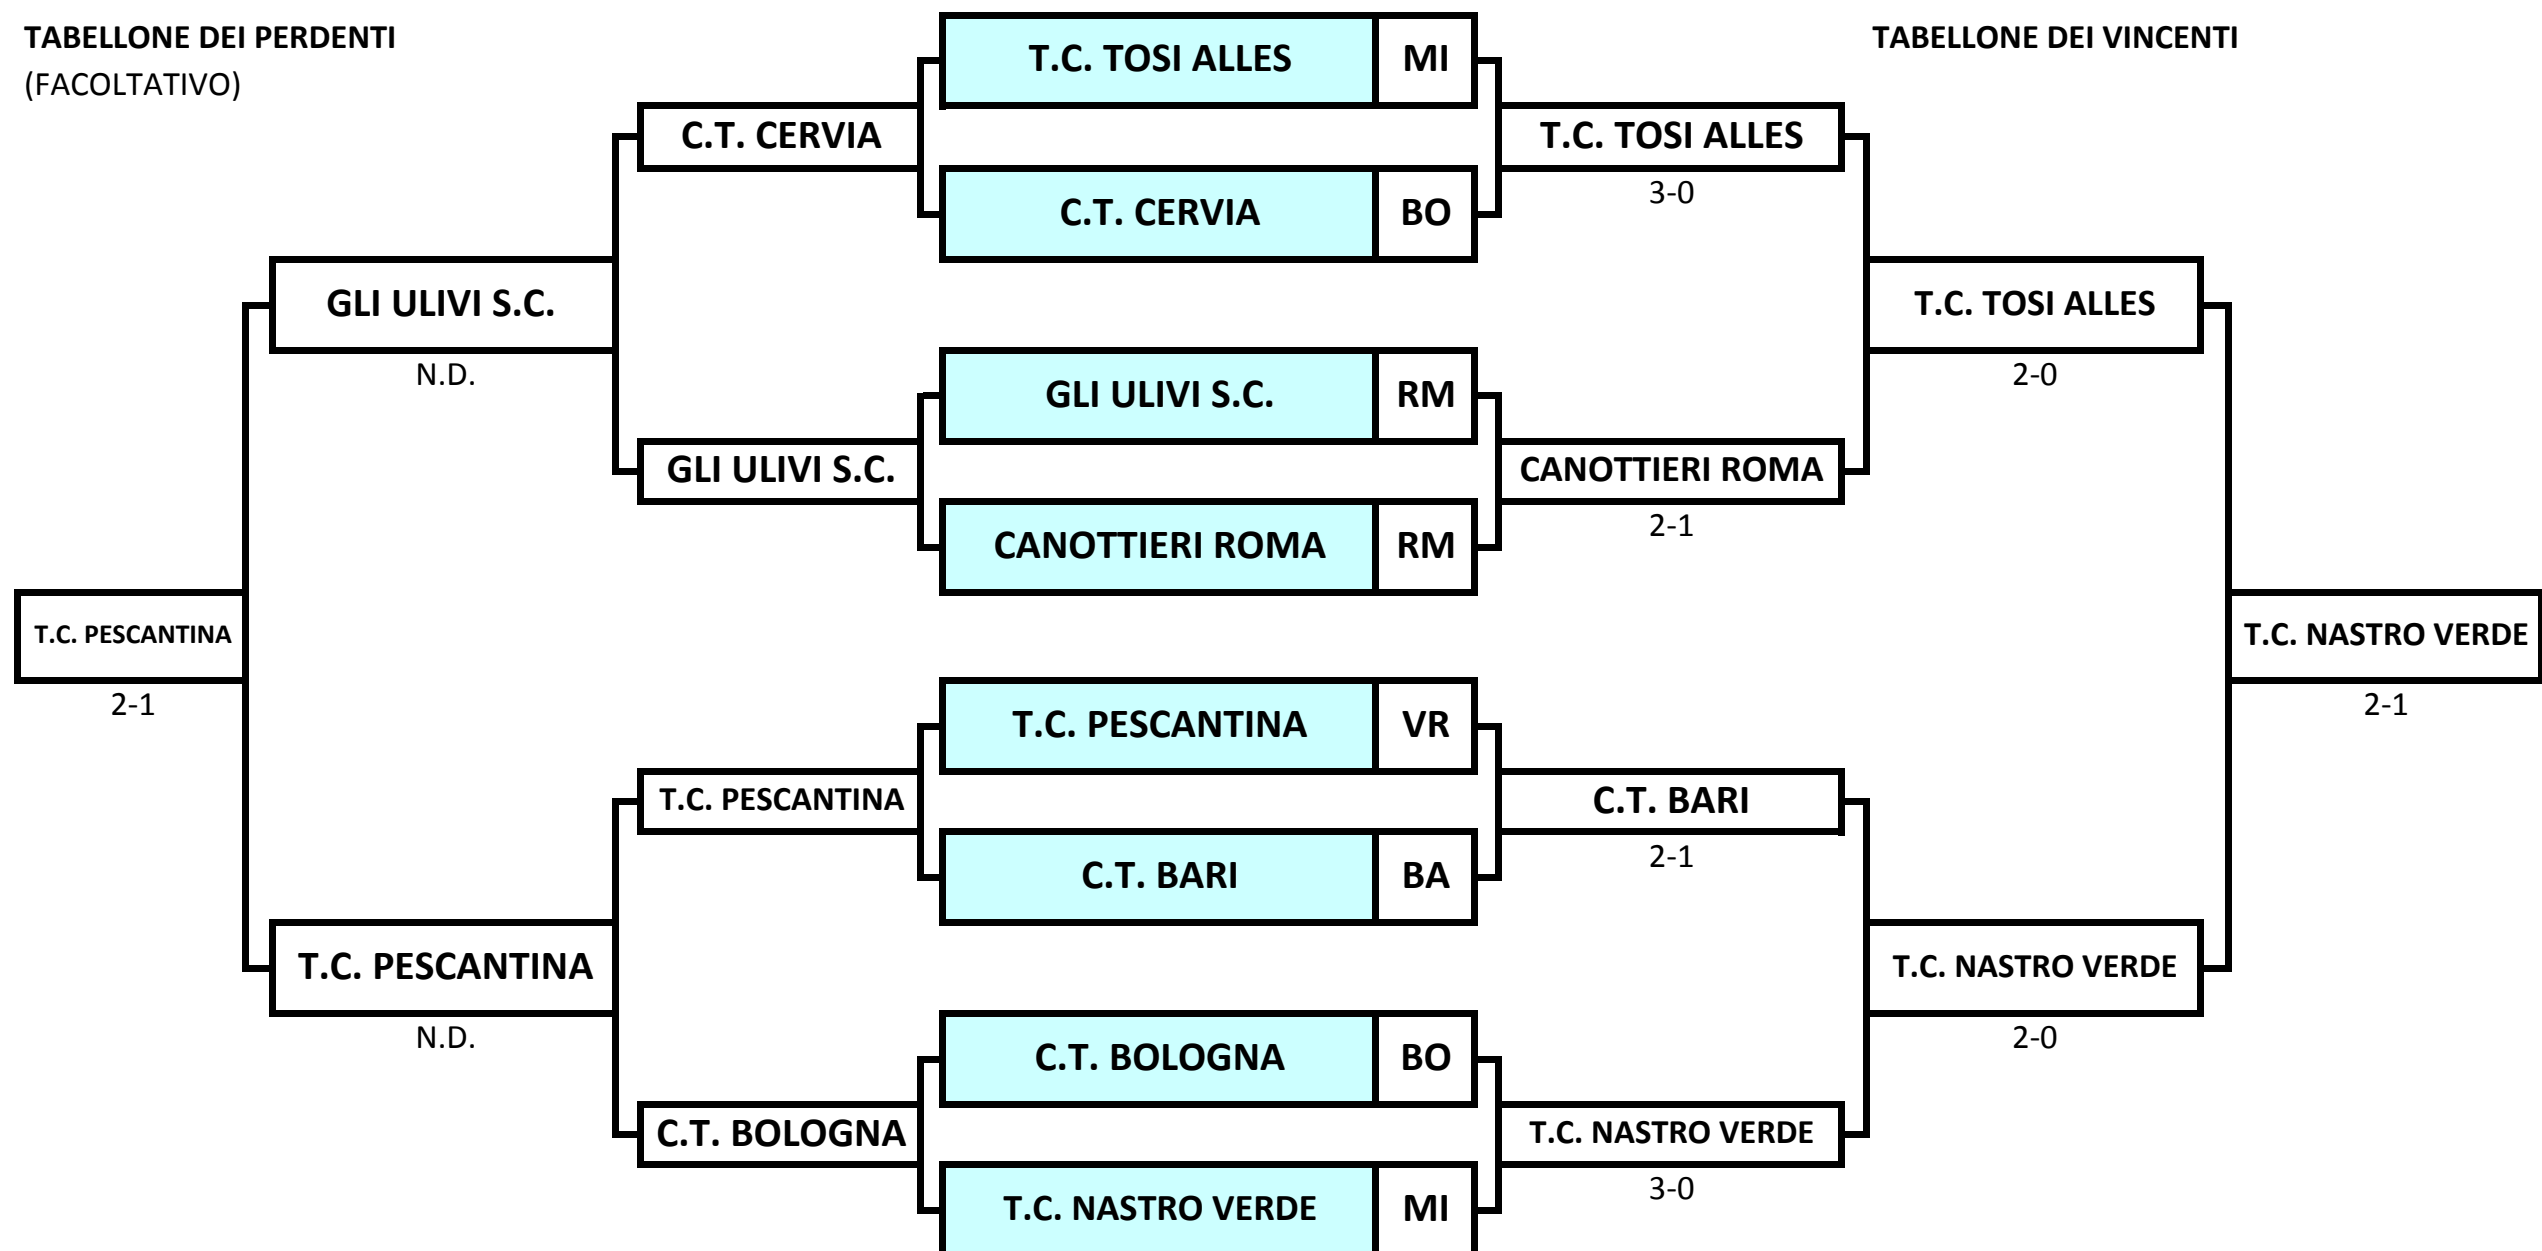 TABELLONE DEI PERDENTI
(FACOLTATIVO)
TABELLONE DEI VINCENTI
T.C. TOSI ALLES MI
C.T. CERVIA
T.C. TOSI ALLES
3-0
C.T. CERVIA BO
GLI ULIVI S.C.
N.D.
T.C. TOSI ALLES
2-0
GLI ULIVI S.C. RM
GLI ULIVI S.C.
CANOTTIERI ROMA
2-1
CANOTTIERI ROMA RM
T.C. PESCANTINA
2-1
T.C. NASTRO VERDE
2-1
T.C. PESCANTINA VR
T.C. PESCANTINA
C.T. BARI
2-1
C.T. BARI BA
T.C. PESCANTINA
N.D.
T.C. NASTRO VERDE
2-0
C.T. BOLOGNA BO
C.T. BOLOGNA
T.C. NASTRO VERDE
3-0
T.C. NASTRO VERDE MI